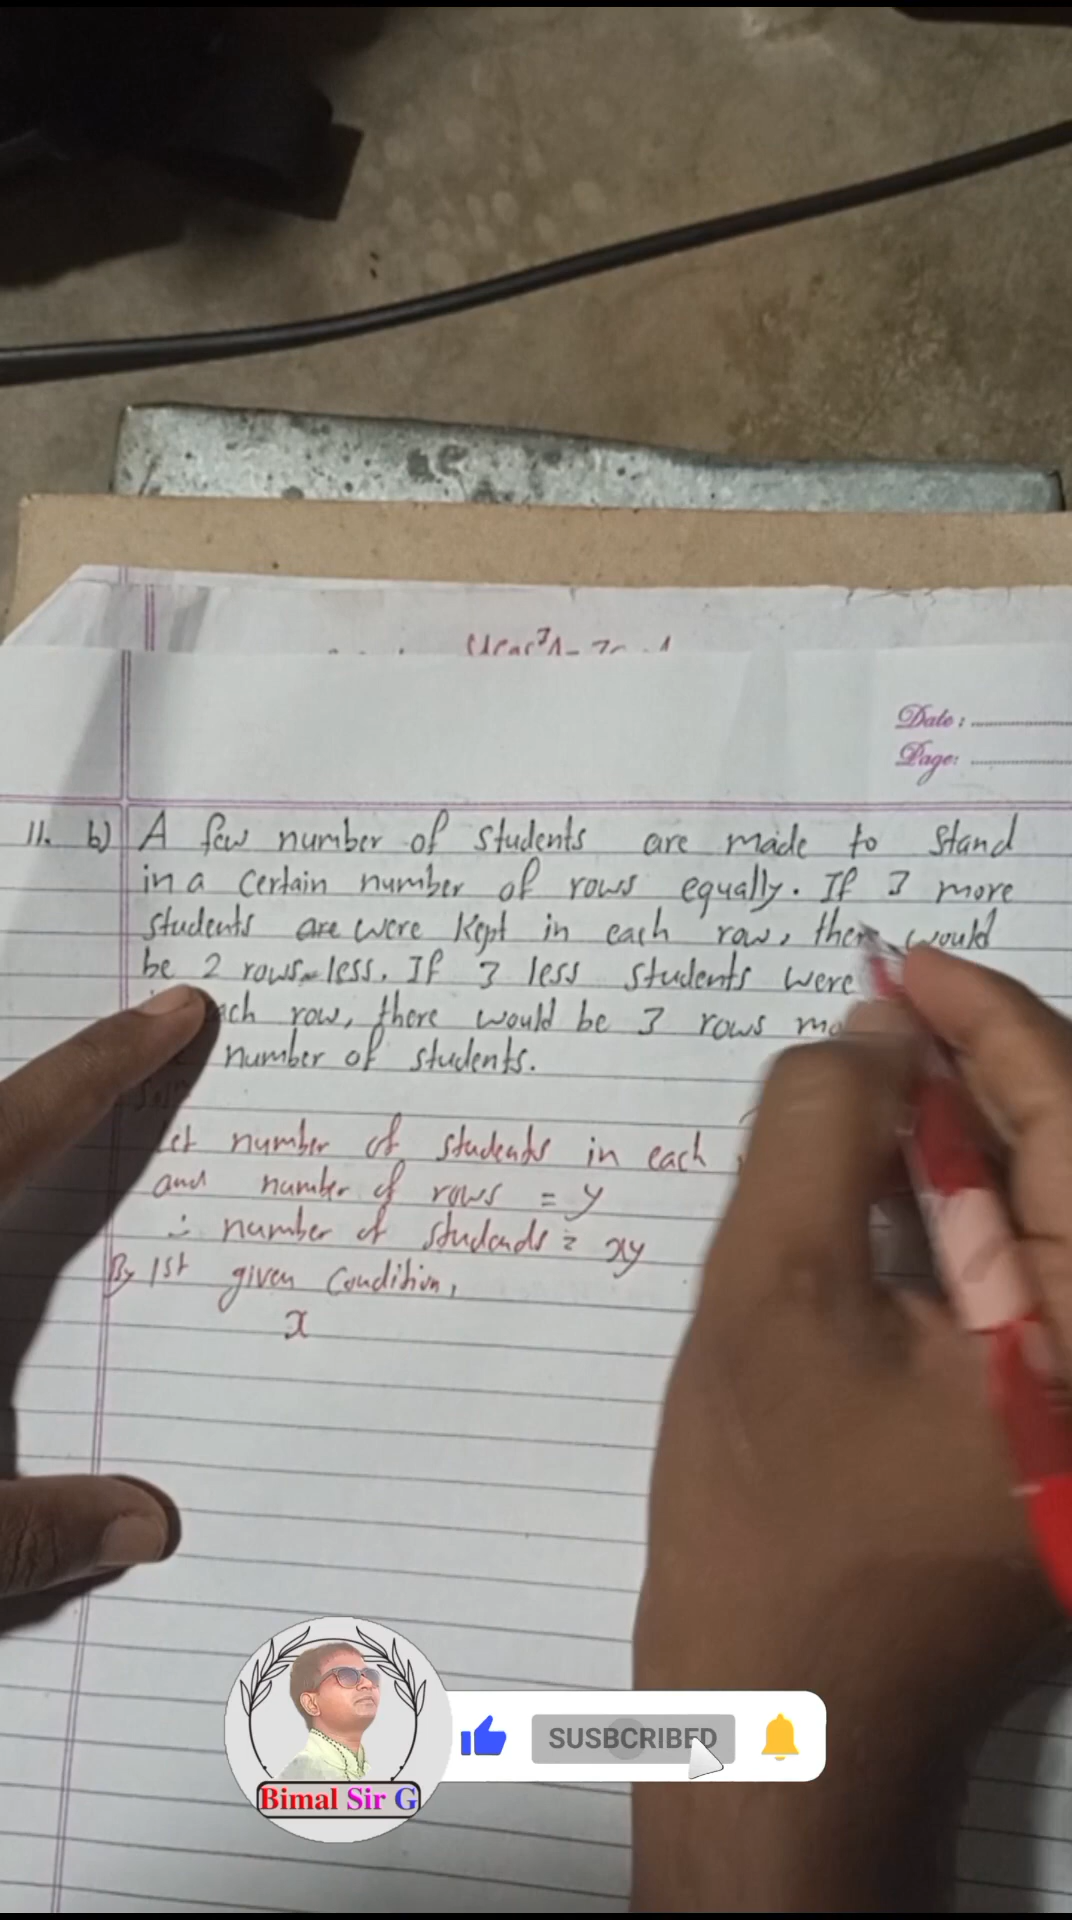 Date:
Page:
11. b) A few number of students are made to stand
in a certain number of rows equally. If 3 more
students are were kept in each row, there would
be 2 rows less. If 3 less students were
ach row, there would be 3 rows mo
number of students.
Let number of students in each
and number of rows = y
∴ number of students = xy
By 1st given Condition,
x
SUSBCRIBED
Bimal Sir G